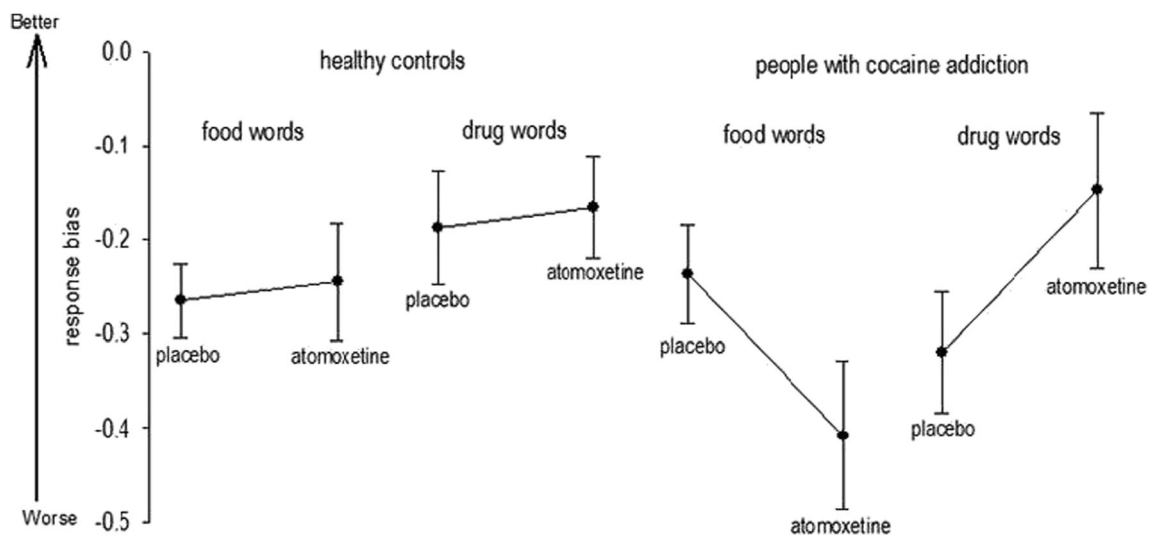 Better
0.0
healthy controls
people with cocaine addiction
food words
drug words
food words
drug words
-0.1
-0.2
-0.3
-0.4
-0.5
response bias
placebo
atomoxetine
placebo
atomoxetine
placebo
atomoxetine
placebo
atomoxetine
Worse